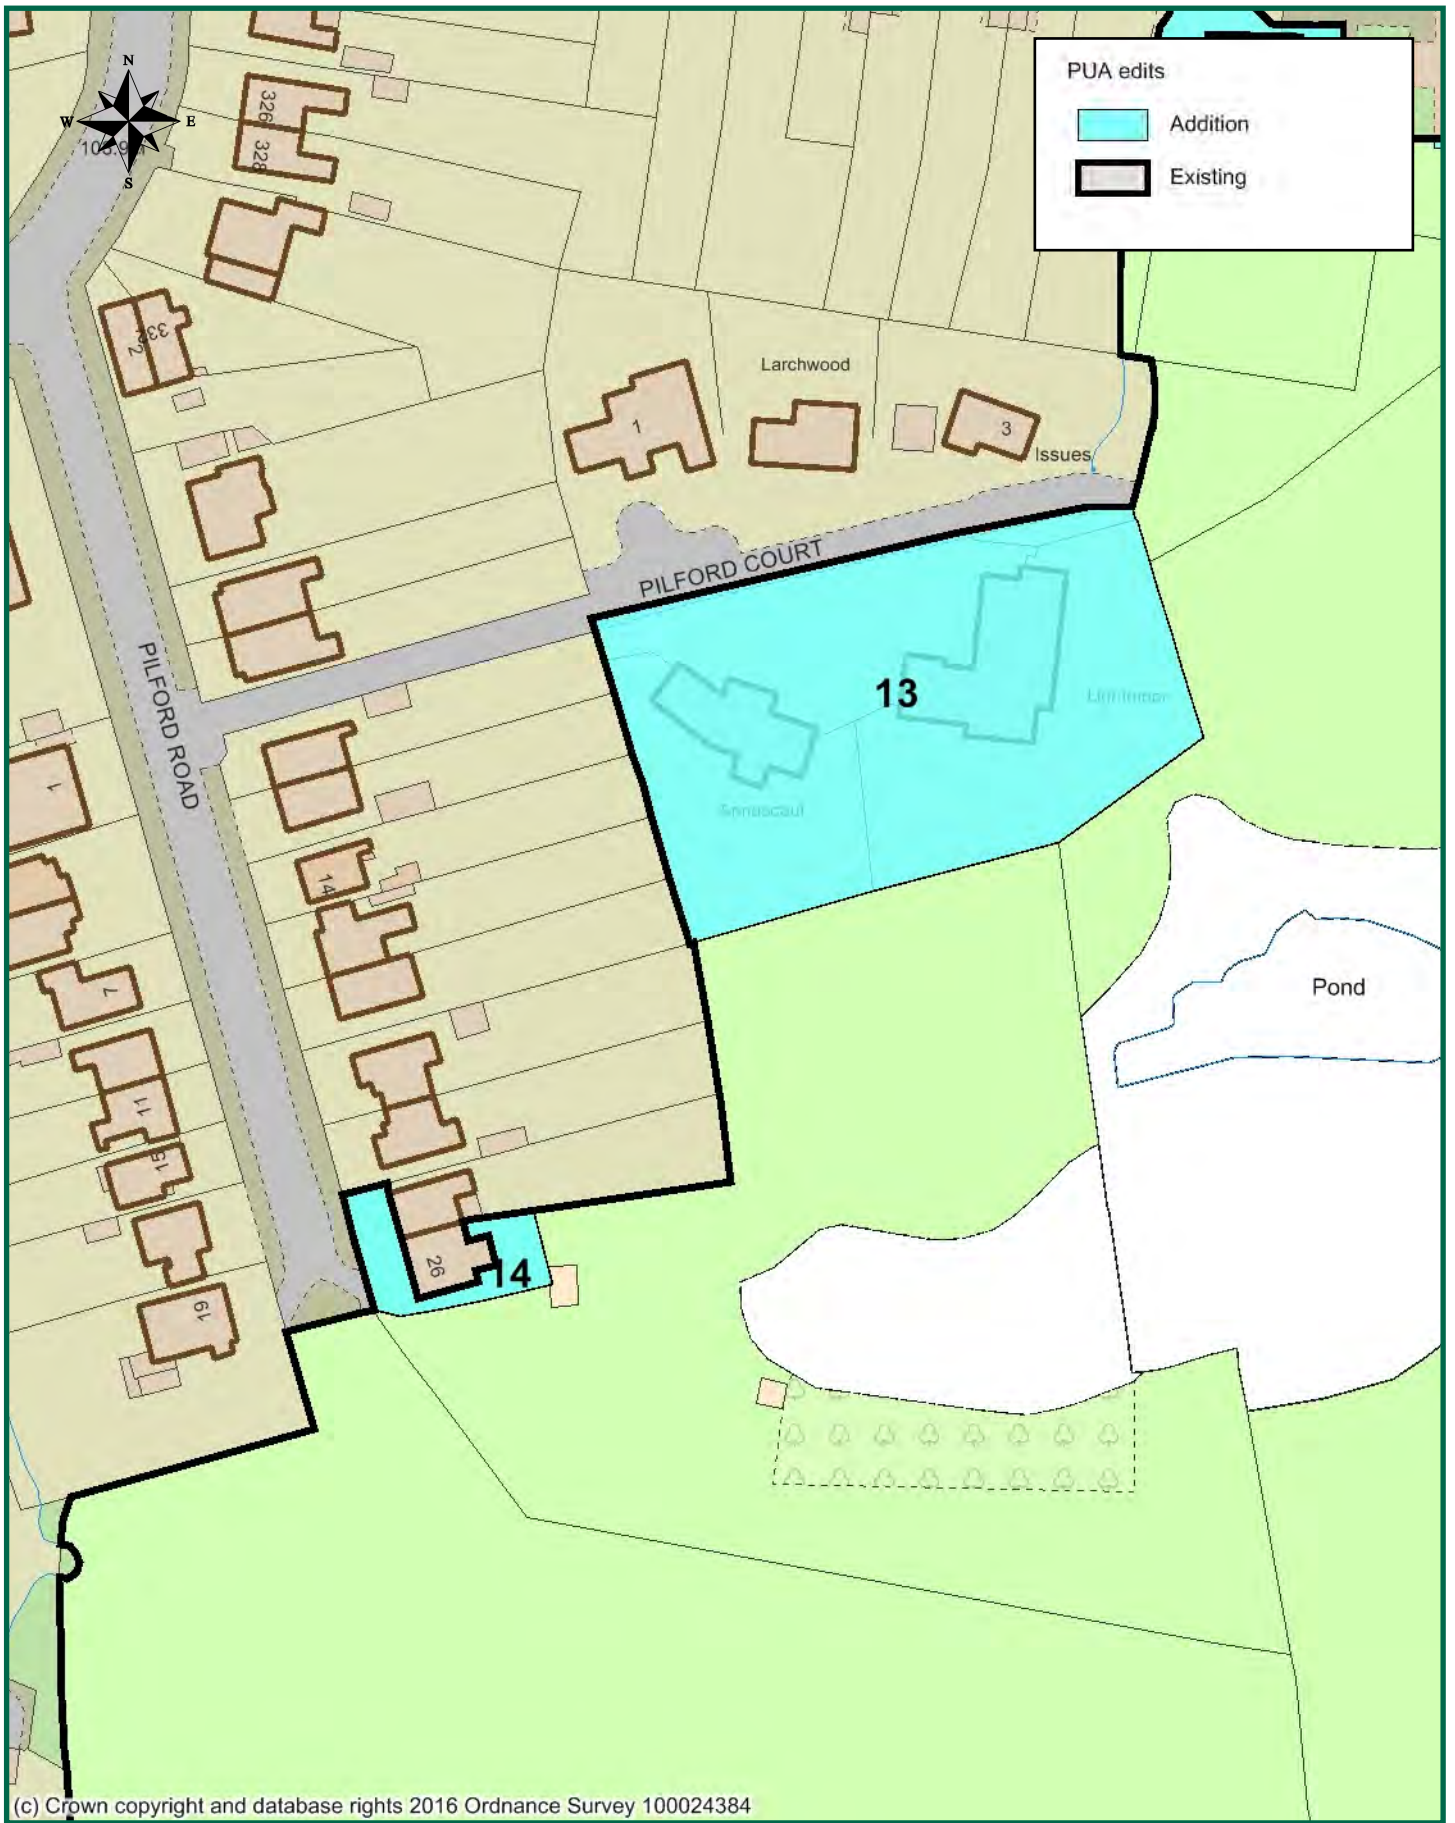 N
W E
S
326
328
332
2
PUA edits
Addition
Existing
Larchwood
1
3
Issues
PILFORD COURT
PILFORD ROAD
13
1
14
7
Pond
11
15
26
14
19
(c) Crown copyright and database rights 2016 Ordnance Survey 100024384